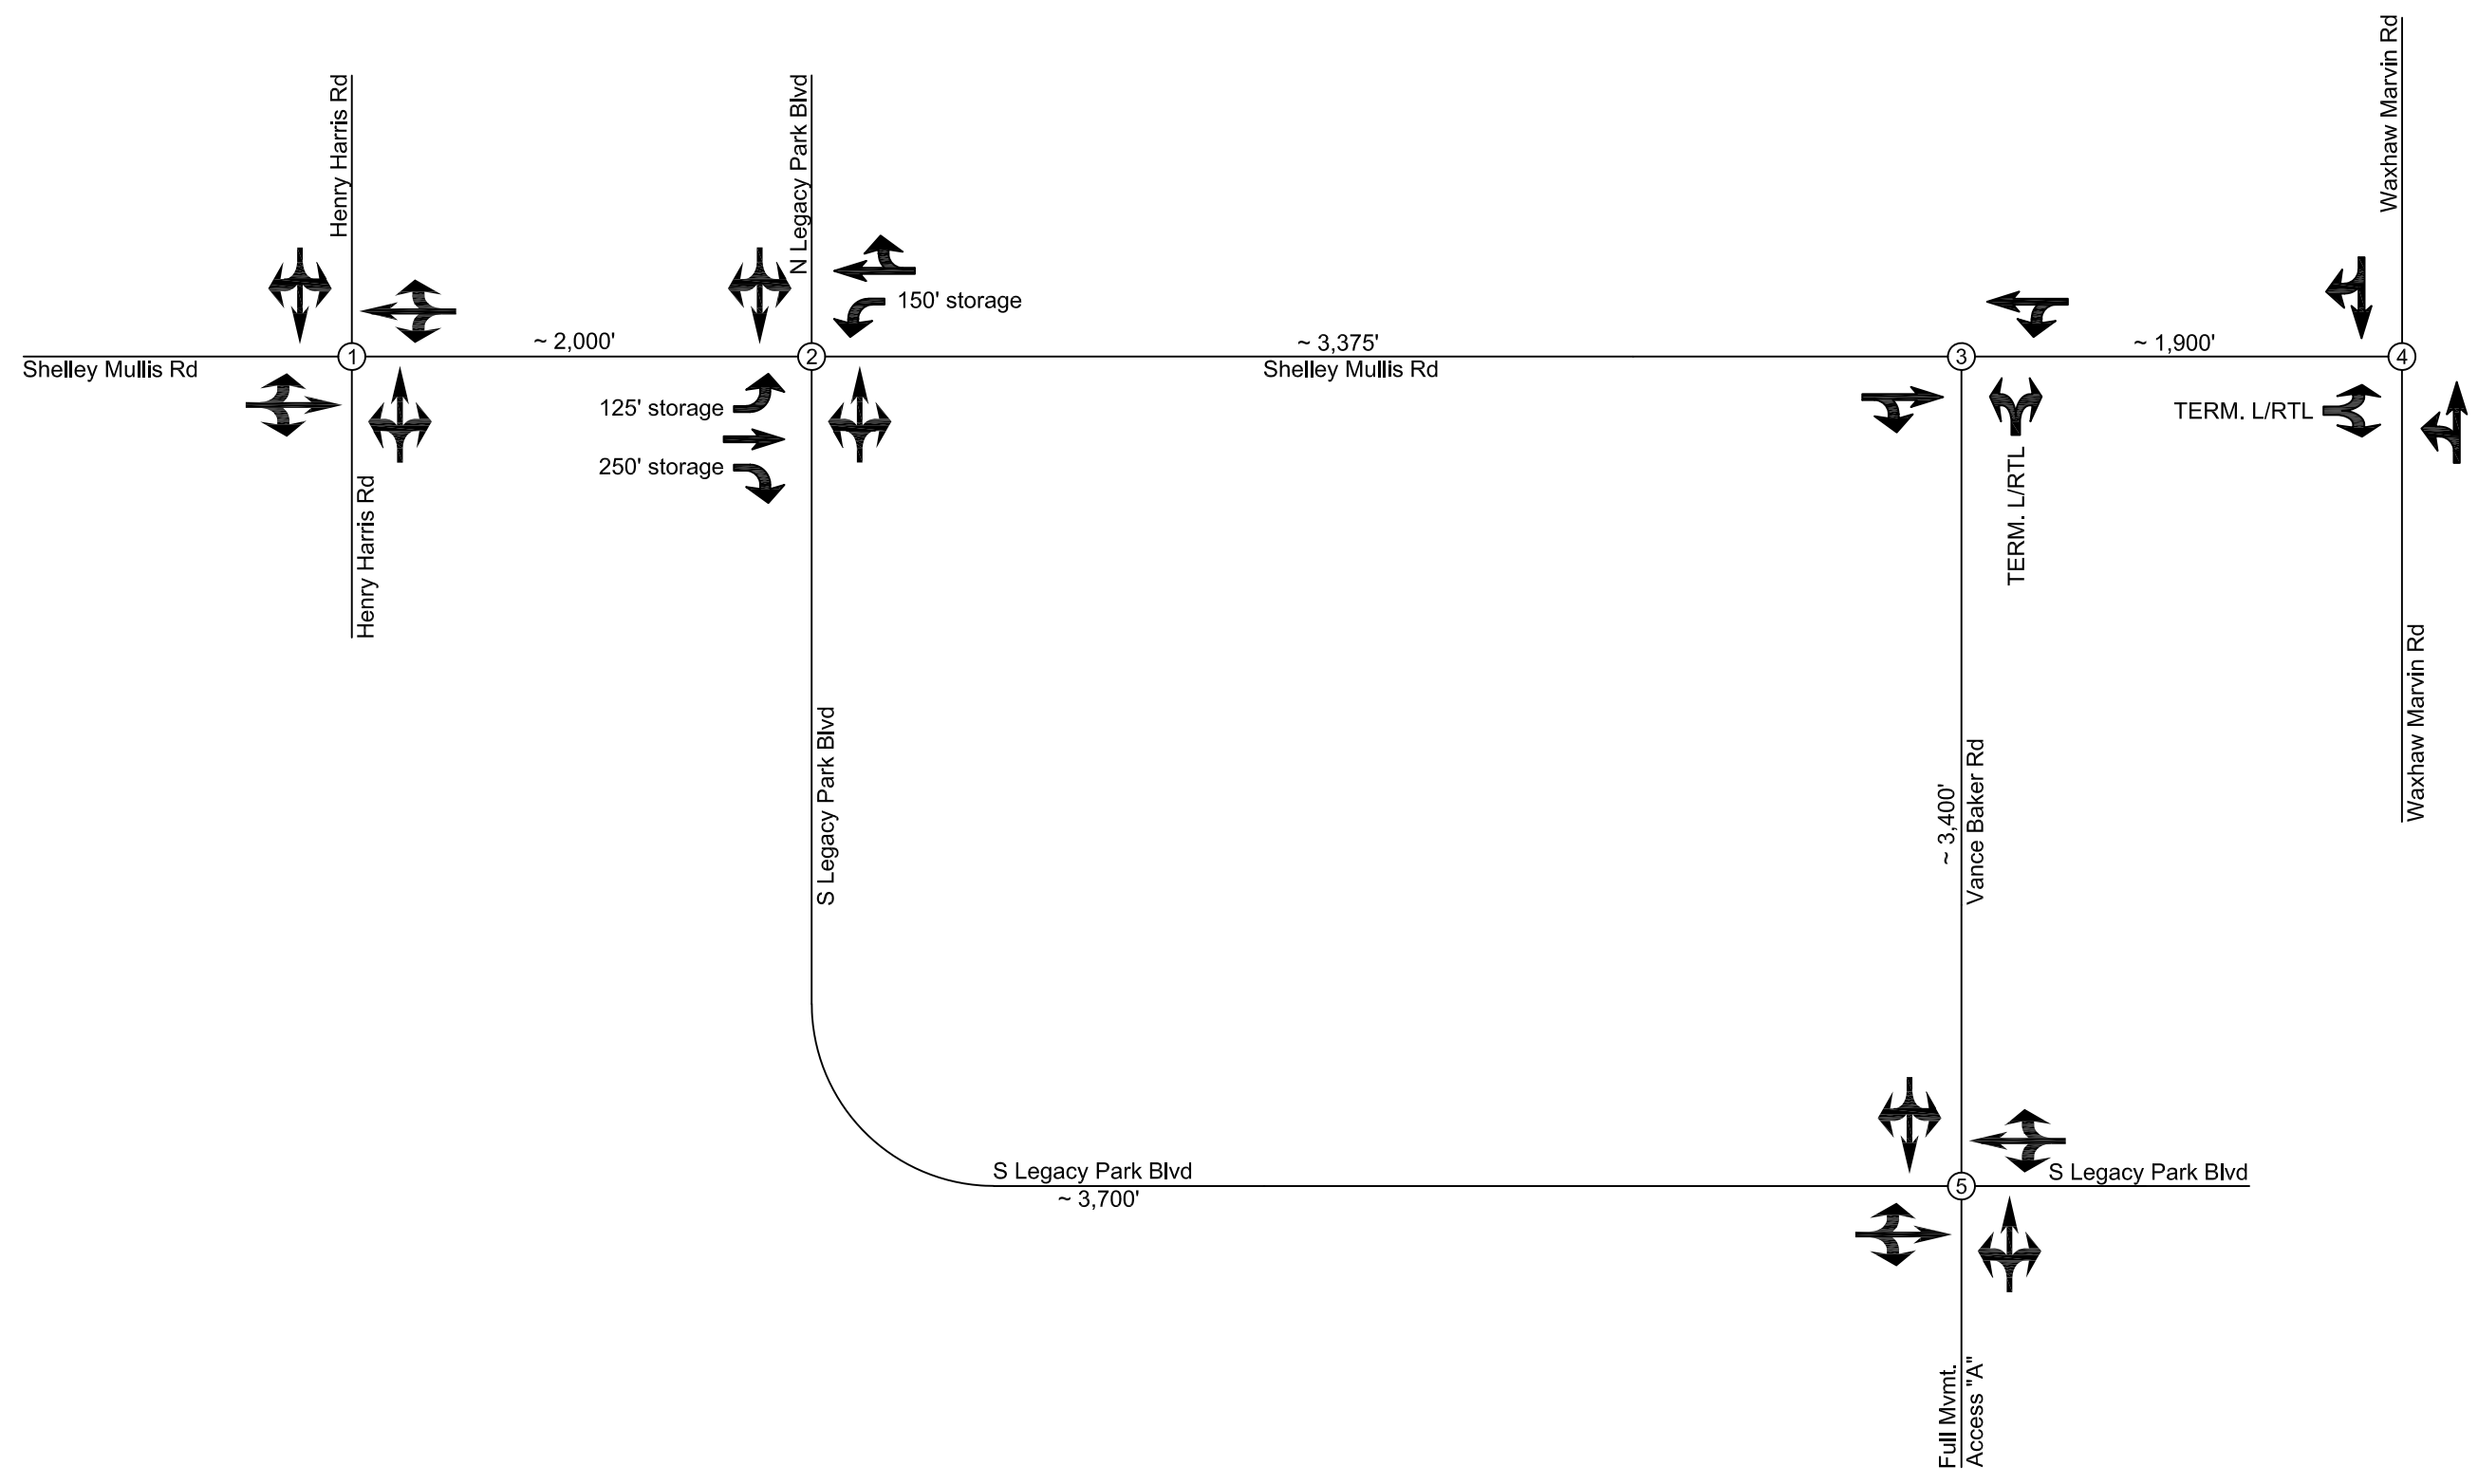 Waxhaw Marvin Rd
Henry Harris Rd
N Legacy Park Blvd
150' storage
~ 2,000'
~ 3,375'
~ 1,900'
1
2
3
4
Shelley Mullis Rd
Shelley Mullis Rd
125' storage
TERM. L/RTL
250' storage
TERM. L/RTL
Henry Harris Rd
Waxhaw Marvin Rd
S Legacy Park Blvd
~ 3,400'
Vance Baker Rd
S Legacy Park Blvd
~ 3,700'
S Legacy Park Blvd
5
Full Mvmt.
Access "A"